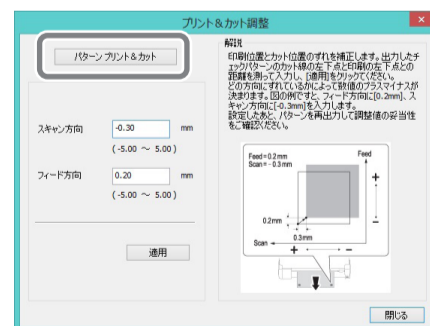 プリント＆カット調整
パターン プリント＆カット
スキャン方向
-0.30
mm
( -5.00 ～ 5.00 )
フィード方向
0.20
mm
( -5.00 ～ 5.00 )
適用
解説
印刷位置とカット位置のずれを補正します。出力したチ
ェックパターンのカット線の左下点と印刷の左下点との
距離を測って入力し、[適用]をクリックてください。
どの方向にずれているかによって数値のプラスマイナスが
決まります。図の例ですと、フィード方向に[0.2mm]、ス
キャン方向に[-0.3mm]を入力します。
設定したあと、パターンを再出力して調整値の妥当性
をご確認ください。
Feed=0.2 mm
Scan= - 0.3 mm
Feed
+
-
0.2 mm
0.3 mm
Scan
+
-
閉じる